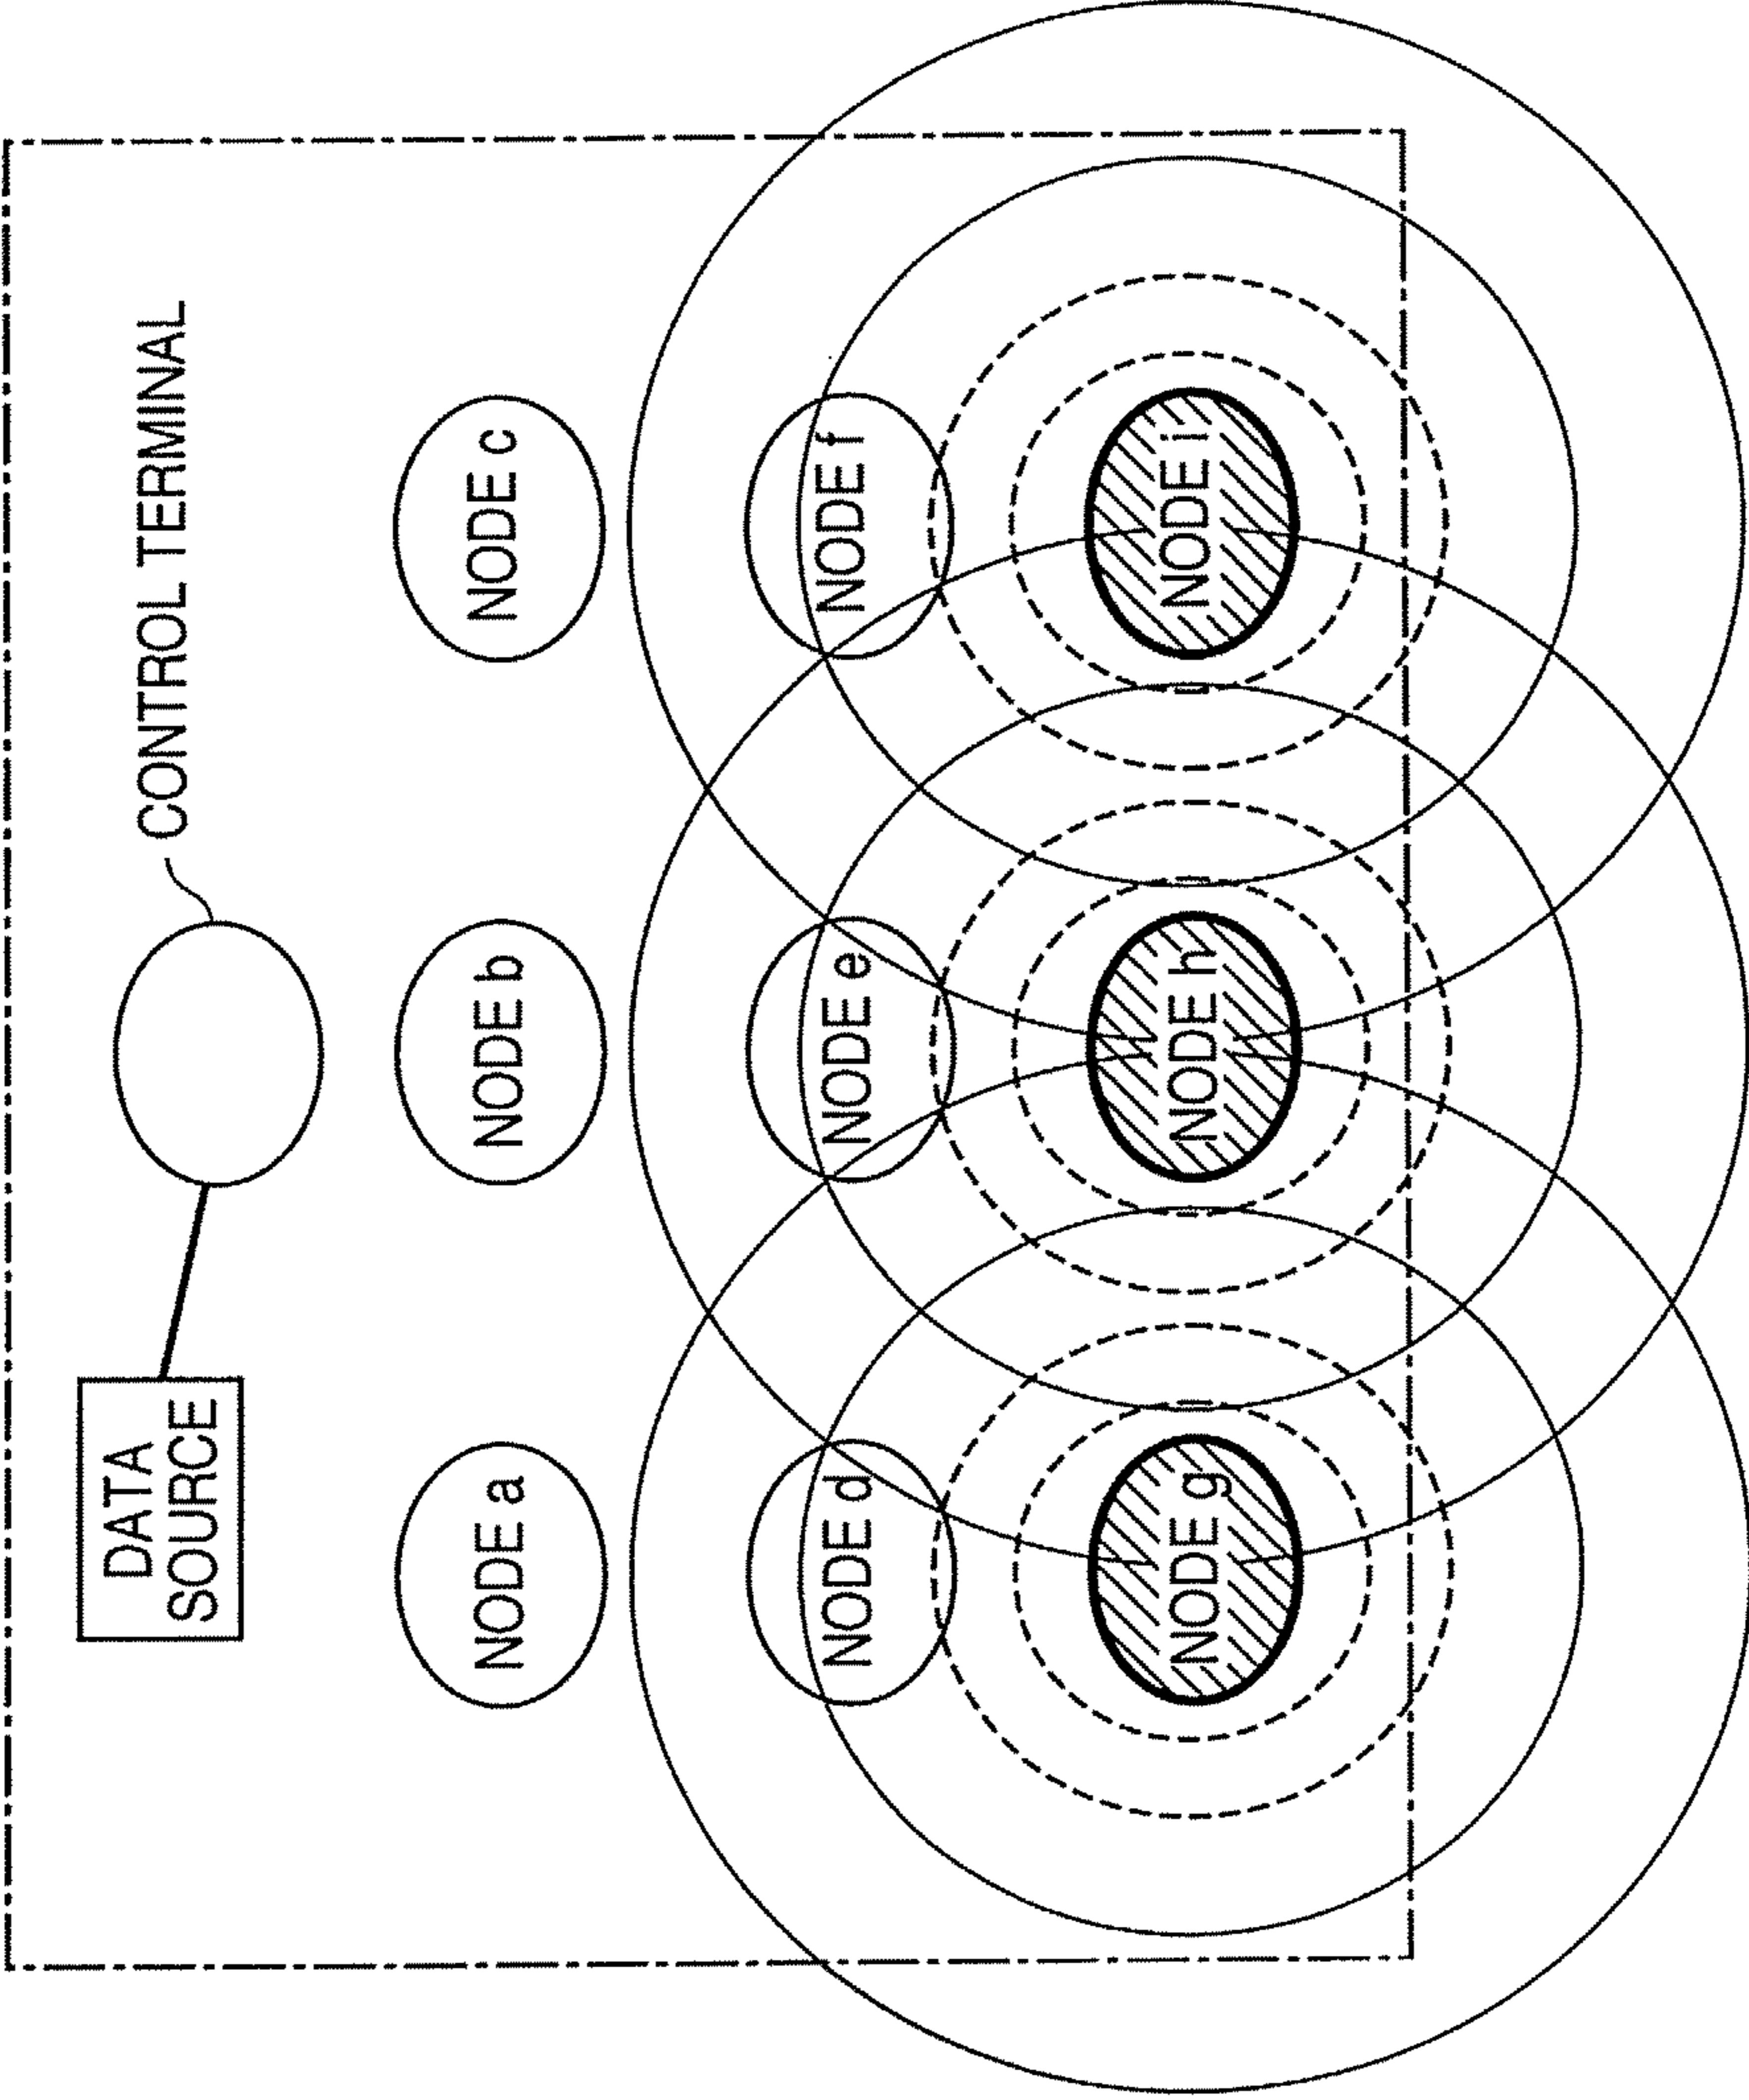 DATA
SOURCE
CONTROL TERMINAL
NODE a
NODE b
NODE c
NODE d
NODE e
NODE f
NODE g
NODE h
NODE i